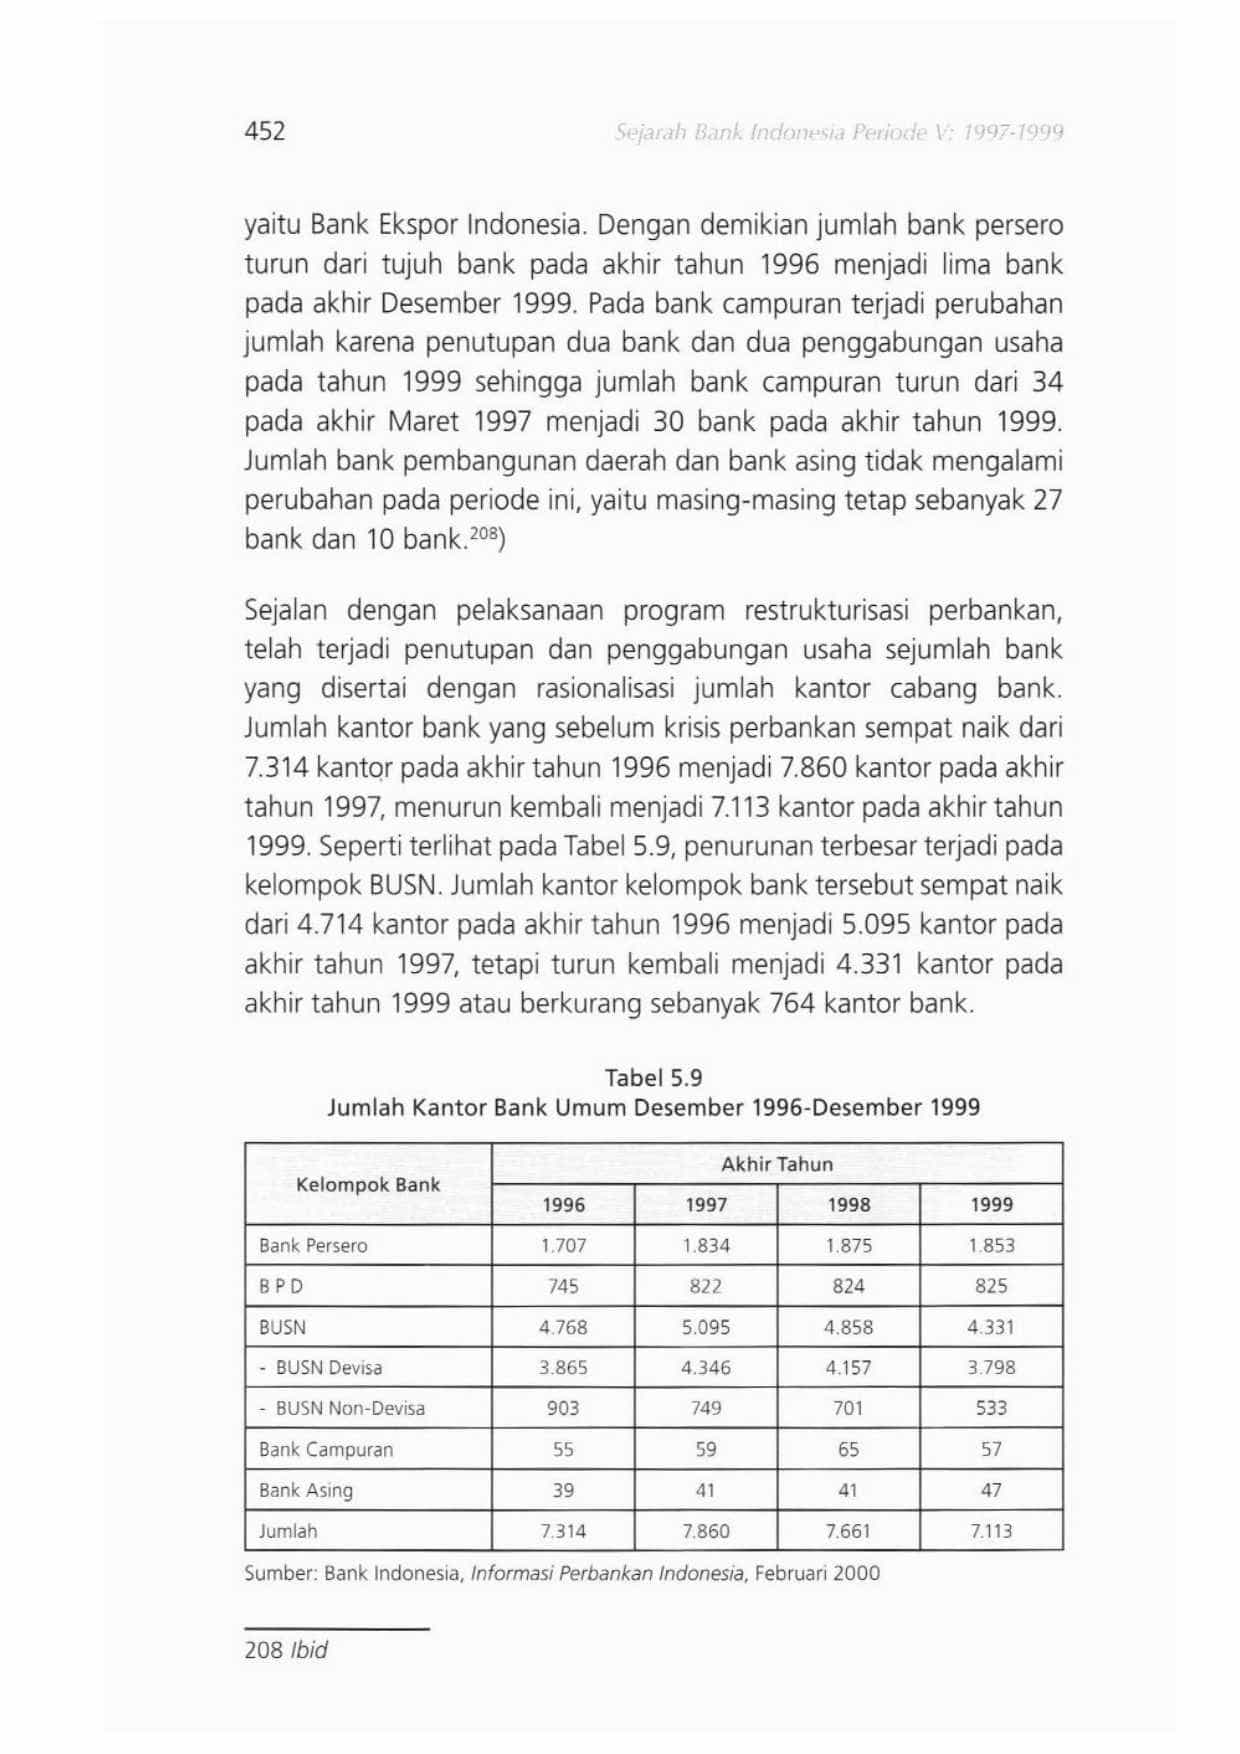 452 Sejarah Bank Indonesia Periode V: 1997-1999
yaitu Bank Ekspor Indonesia. Dengan demikian jumlah bank persero
turun dari tujuh bank pada akhir tahun 1996 menjadi lima bank
pada akhir Desember 1999. Pada bank campuran terjadi perubahan
jumlah karena penutupan dua bank dan dua penggabungan usaha
pada tahun 1999 sehingga jumlah bank campuran turun dari 34
pada akhir Maret 1997 menjadi 30 bank pada akhir tahun 1999.
Jumlah bank pembangunan daerah dan bank asing tidak mengalami
perubahan pada periode ini, yaitu masing-masing tetap sebanyak 27
bank dan 10 bank.²⁰⁸)
Sejalan dengan pelaksanaan program restrukturisasi perbankan,
telah terjadi penutupan dan penggabungan usaha sejumlah bank
yang disertai dengan rasionalisasi jumlah kantor cabang bank.
Jumlah kantor bank yang sebelum krisis perbankan sempat naik dari
7.314 kantor pada akhir tahun 1996 menjadi 7.860 kantor pada akhir
tahun 1997, menurun kembali menjadi 7.113 kantor pada akhir tahun
1999. Seperti terlihat pada Tabel 5.9, penurunan terbesar terjadi pada
kelompok BUSN. Jumlah kantor kelompok bank tersebut sempat naik
dari 4.714 kantor pada akhir tahun 1996 menjadi 5.095 kantor pada
akhir tahun 1997, tetapi turun kembali menjadi 4.331 kantor pada
akhir tahun 1999 atau berkurang sebanyak 764 kantor bank.
Tabel 5.9
Jumlah Kantor Bank Umum Desember 1996-Desember 1999
Kelompok Bank Akhir Tahun
1996 1997 1998 1999
Bank Persero 1.707 1.834 1.875 1.853
B P D 745 822 824 825
BUSN 4.768 5.095 4.858 4.331
- BUSN Devisa 3.865 4.346 4.157 3.798
- BUSN Non-Devisa 903 749 701 533
Bank Campuran 55 59 65 57
Bank Asing 39 41 41 47
Jumlah 7.314 7.860 7.661 7.113
Sumber: Bank Indonesia, Informasi Perbankan Indonesia, Februari 2000
208 Ibid